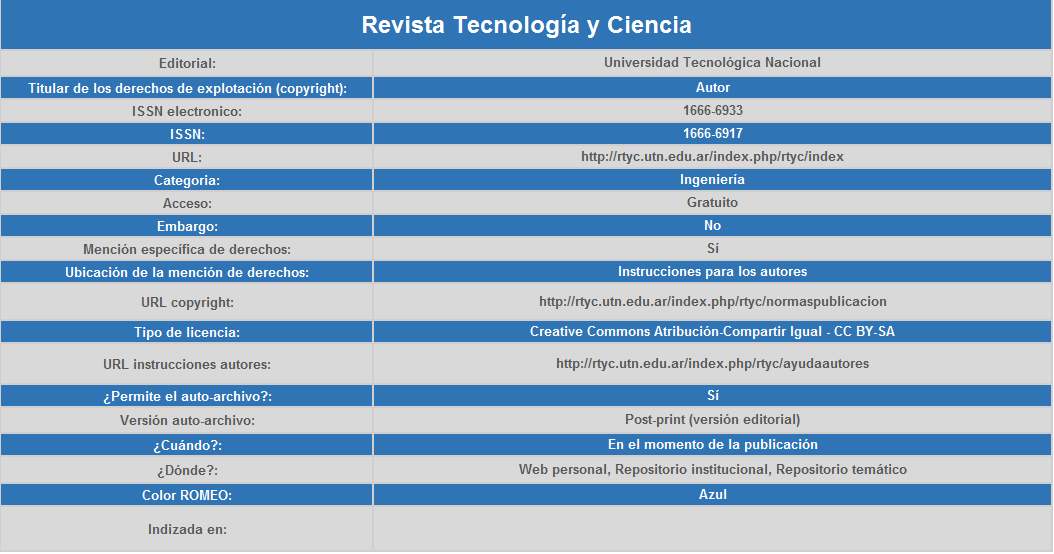 Revista Tecnología y Ciencia
Editorial: Universidad Tecnológica Nacional
Titular de los derechos de explotación (copyright): Autor
ISSN electronico: 1666-6933
ISSN: 1666-6917
URL: http://rtyc.utn.edu.ar/index.php/rtyc/index
Categoria: Ingeniería
Acceso: Gratuito
Embargo: No
Mención específica de derechos: Sí
Ubicación de la mención de derechos: Instrucciones para los autores
URL copyright: http://rtyc.utn.edu.ar/index.php/rtyc/normaspublicacion
Tipo de licencia: Creative Commons Atribución-Compartir Igual - CC BY-SA
URL instrucciones autores: http://rtyc.utn.edu.ar/index.php/rtyc/ayudaautores
¿Permite el auto-archivo?: Sí
Versión auto-archivo: Post-print (versión editorial)
¿Cuándo?: En el momento de la publicación
¿Dónde?: Web personal, Repositorio institucional, Repositorio temático
Color ROMEO: Azul
Indizada en: